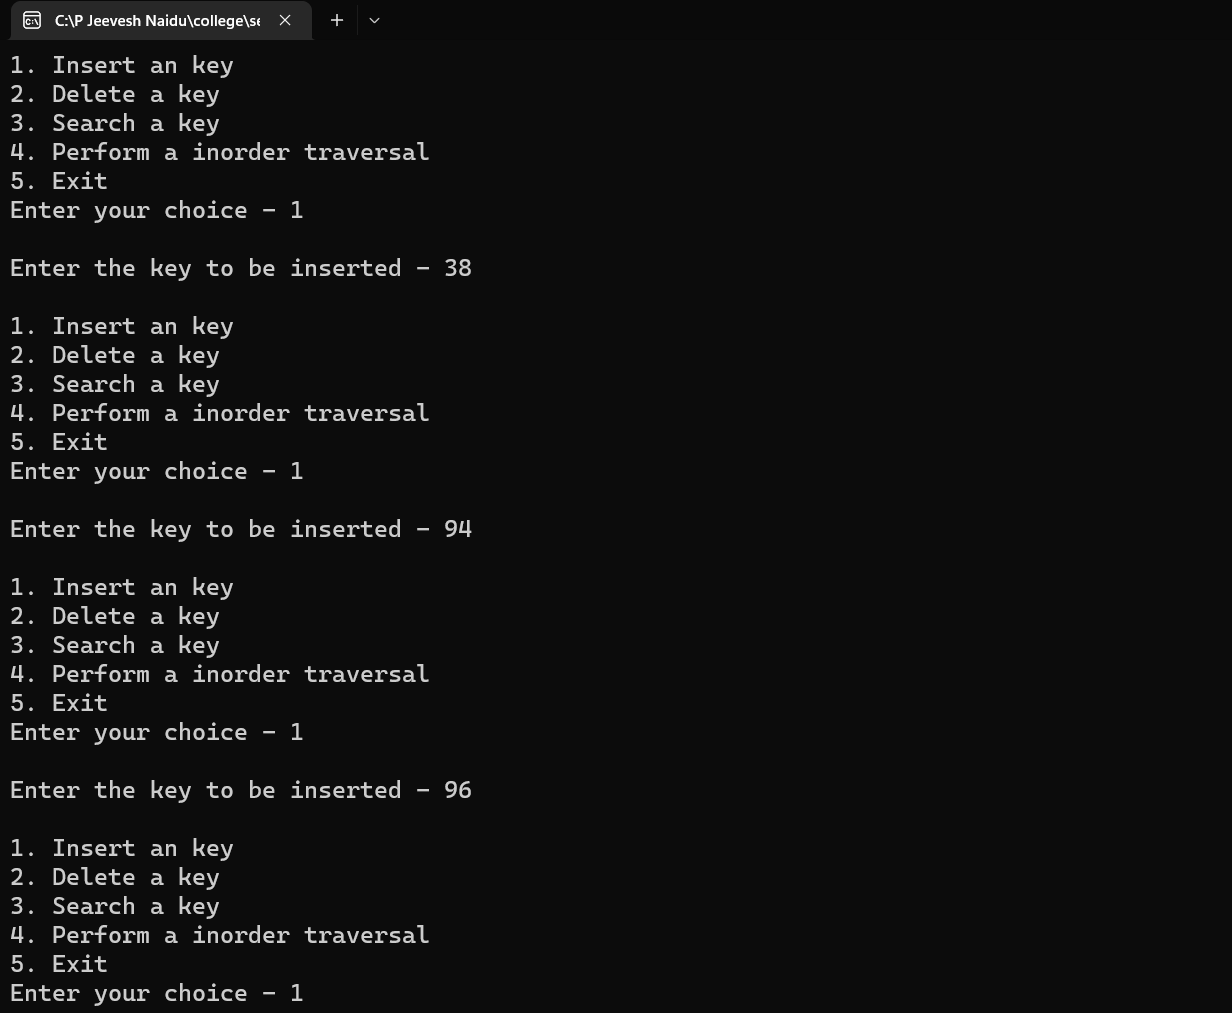 C:\P Jeevesh Naidu\college\se
1. Insert an key
2. Delete a key
3. Search a key
4. Perform a inorder traversal
5. Exit
Enter your choice - 1
Enter the key to be inserted - 38
1. Insert an key
2. Delete a key
3. Search a key
4. Perform a inorder traversal
5. Exit
Enter your choice - 1
Enter the key to be inserted - 94
1. Insert an key
2. Delete a key
3. Search a key
4. Perform a inorder traversal
5. Exit
Enter your choice - 1
Enter the key to be inserted - 96
1. Insert an key
2. Delete a key
3. Search a key
4. Perform a inorder traversal
5. Exit
Enter your choice - 1